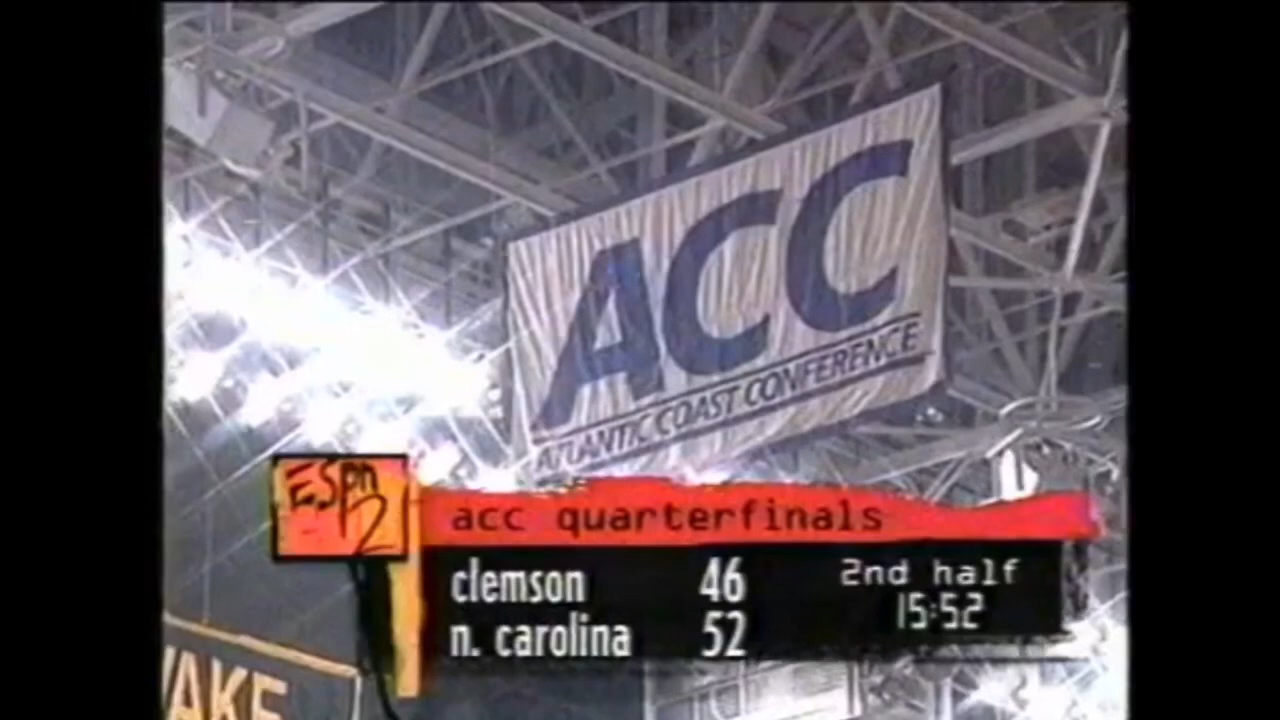 ACC
ATLANTIC COAST CONFERENCE
ESpn
2
acc quarterfinals
clemson 46 2nd half
15:52
n. carolina 52
WAKE